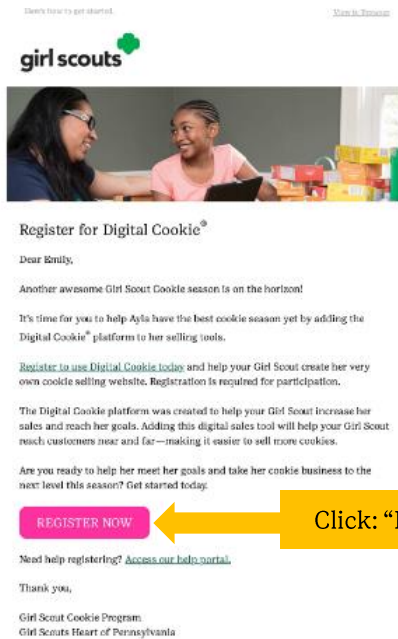 Here's how to get started.
View in Browser
girl scouts
Register for Digital Cookie®
Dear Emily,
Another awesome Girl Scout Cookie season is on the horizon!
It's time for you to help Ayla have the best cookie season yet by adding the
Digital Cookie® platform to her selling tools.
Register to use Digital Cookie today and help your Girl Scout create her very
own cookie selling website. Registration is required for participation.
The Digital Cookie platform was created to help your Girl Scout increase her
sales and reach her goals. Adding this digital sales tool will help your Girl Scout
reach customers near and far—making it easier to sell more cookies.
Are you ready to help her meet her goals and take her cookie business to the
next level this season? Get started today.
REGISTER NOW
Click: “
Need help registering? Access our help portal.
Thank you,
Girl Scout Cookie Program
Girl Scouts Heart of Pennsylvania